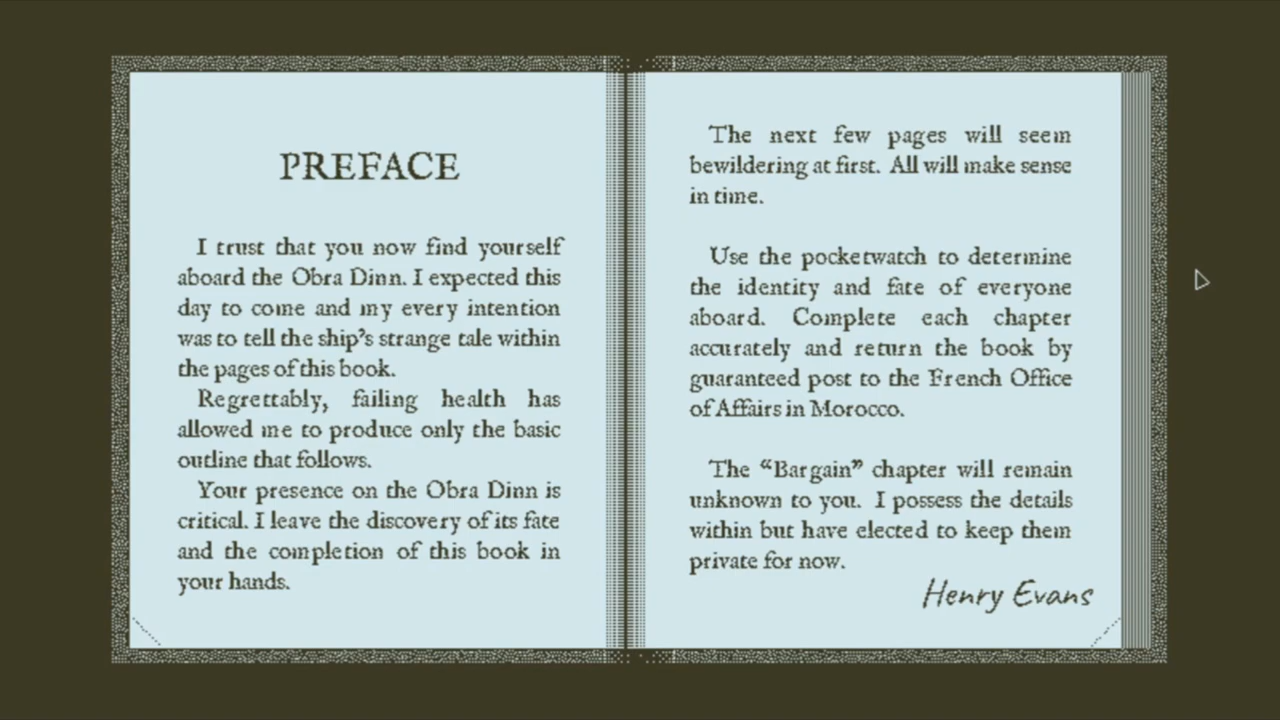 PREFACE
I trust that you now find yourself
aboard the Obra Dinn. I expected this
day to come and my every intention
was to tell the ship's strange tale within
the pages of this book.
Regrettably, failing health has
allowed me to produce only the basic
outline that follows.
Your presence on the Obra Dinn is
critical. I leave the discovery of its fate
and the completion of this book in
your hands.
The next few pages will seem
bewildering at first. All will make sense
in time.
Use the pocketwatch to determine
the identity and fate of everyone
aboard. Complete each chapter
accurately and return the book by
guaranteed post to the French Office
of Affairs in Morocco.
The “Bargain” chapter will remain
unknown to you. I possess the details
within but have elected to keep them
private for now.
Henry Evans